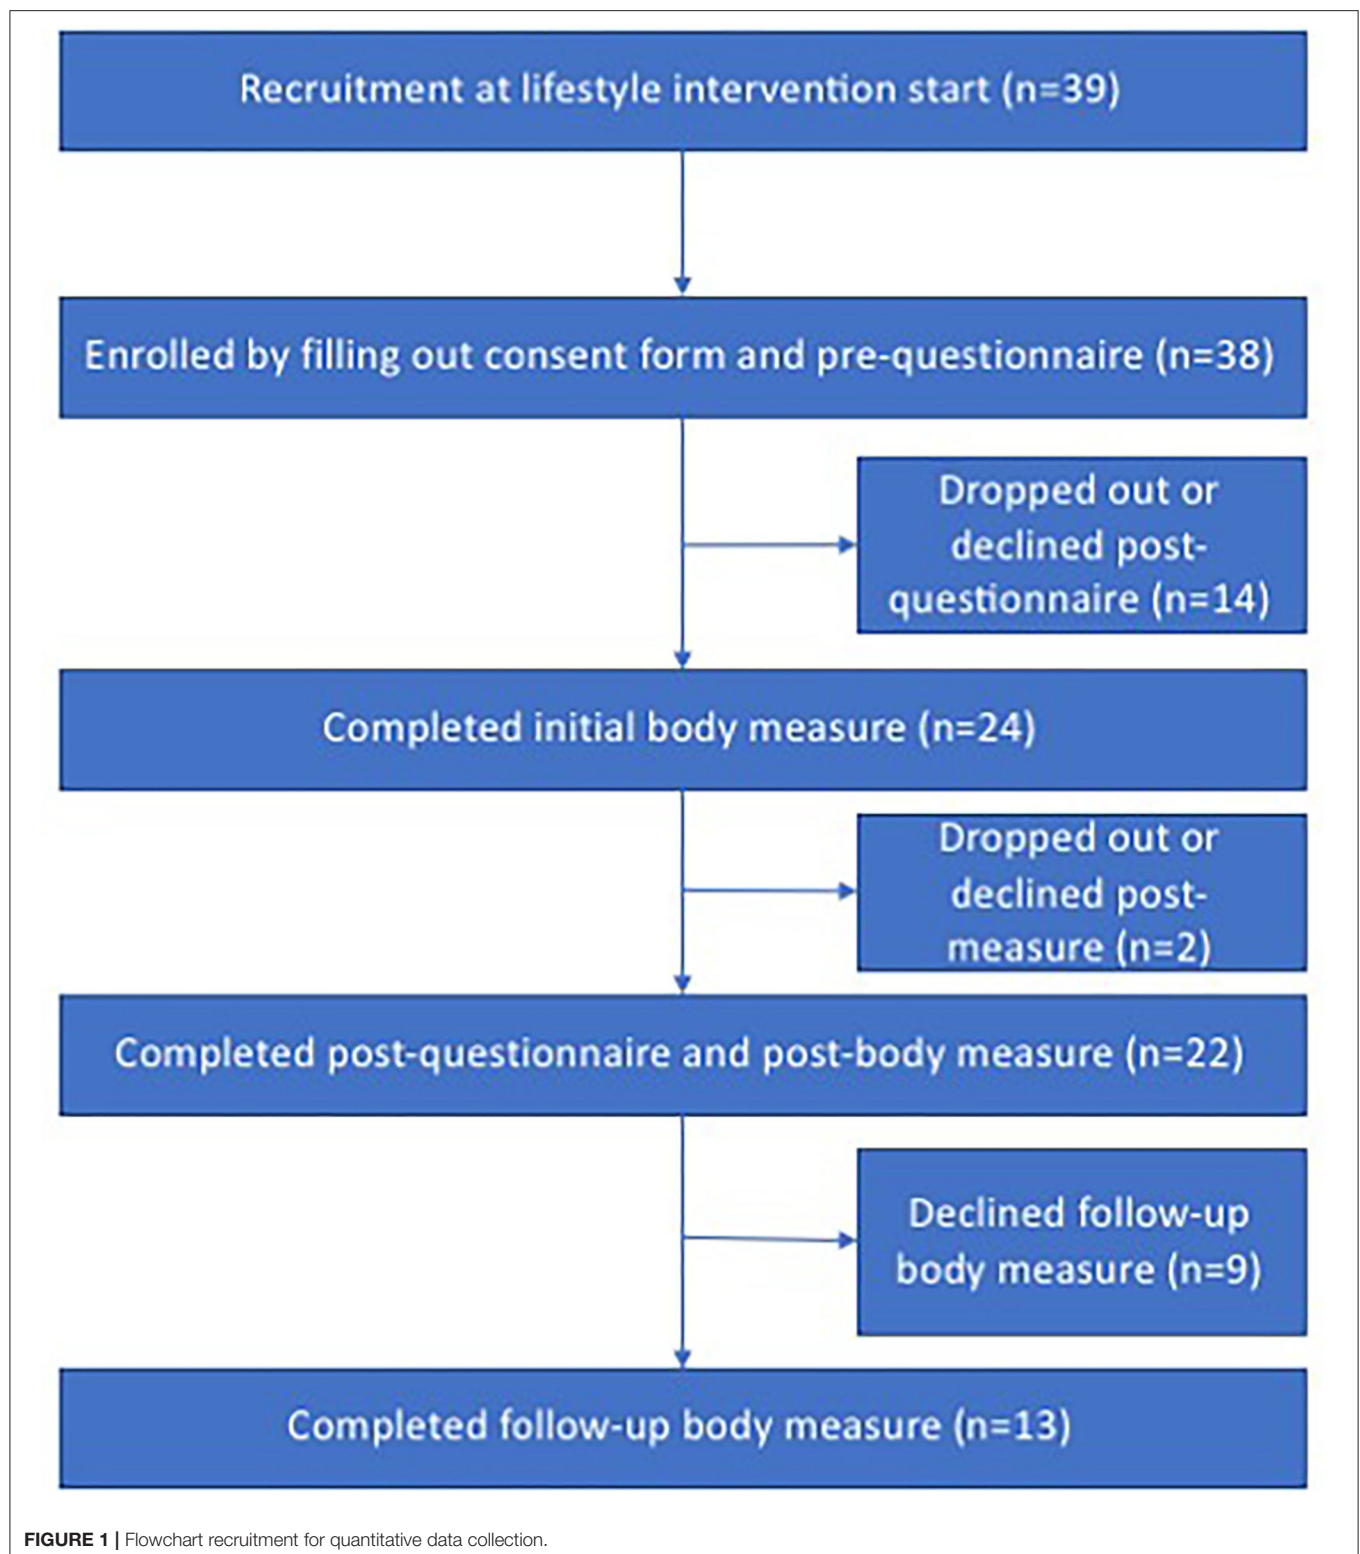 Recruitment at lifestyle intervention start (n=39)
Enrolled by filling out consent form and pre-questionnaire (n=38)
Dropped out or
declined post-
questionnaire (n=14)
Completed initial body measure (n=24)
Dropped out or
declined post-
measure (n=2)
Completed post-questionnaire and post-body measure (n=22)
Declined follow-up
body measure (n=9)
Completed follow-up body measure (n=13)
FIGURE 1 | Flowchart recruitment for quantitative data collection.